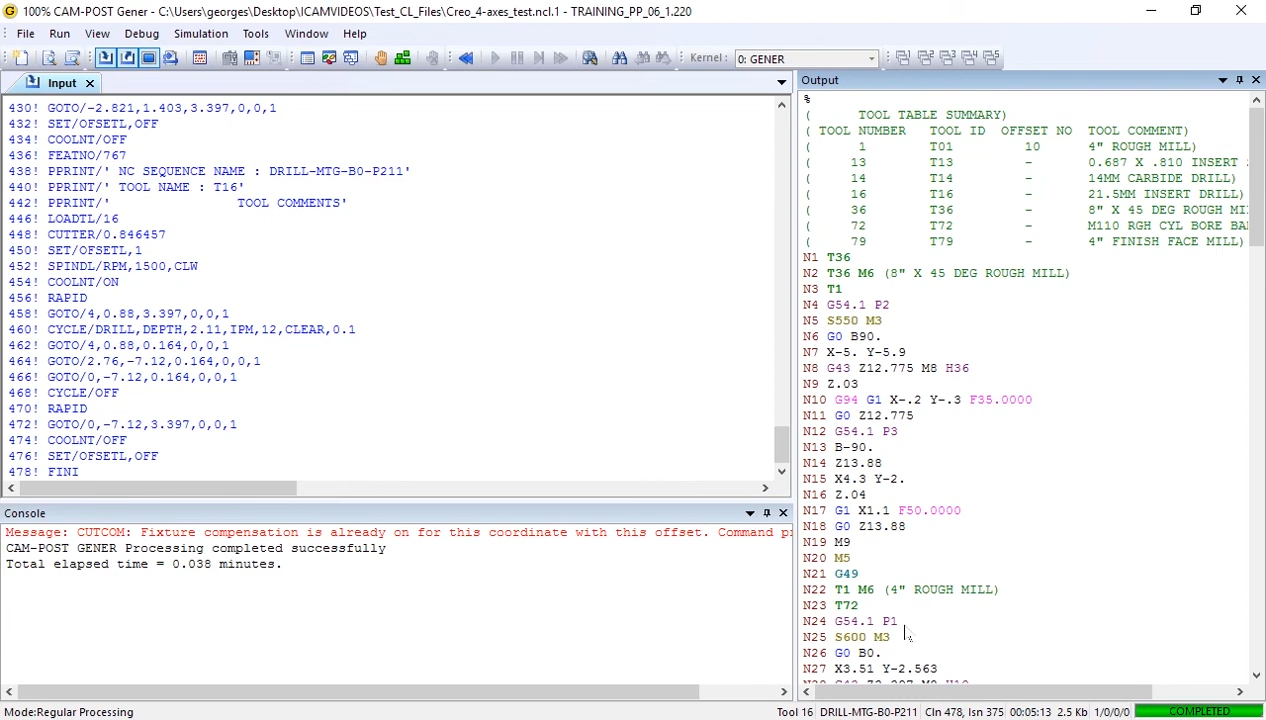 100% CAM-POST Gener - C:\Users\georges\Desktop\ICAMVIDEOS\Test_CL_Files\Creo_4-axes_test.ncl.1 - TRAINING_PP_06_1.220
File Run View Debug Simulation Tools Window Help
Kernel : 0: GENER
Input
430! GOTO/-2.821,1.403,3.397,0,0,1
432! SET/OFSETL,OFF
434! COOLNT/OFF
436! FEATNO/767
438! PPRINT/' NC SEQUENCE NAME : DRILL-MTG-B0-P211'
440! PPRINT/' TOOL NAME : T16'
442! PPRINT/' TOOL COMMENTS'
446! LOADTL/16
448! CUTTER/0.846457
450! SET/OFSETL,1
452! SPINDL/RPM,1500,CLW
454! COOLNT/ON
456! RAPID
458! GOTO/4,0.88,3.397,0,0,1
460! CYCLE/DRILL,DEPTH,2.11,IPM,12,CLEAR,0.1
462! GOTO/4,0.88,0.164,0,0,1
464! GOTO/2.76,-7.12,0.164,0,0,1
466! GOTO/0,-7.12,0.164,0,0,1
468! CYCLE/OFF
470! RAPID
472! GOTO/0,-7.12,3.397,0,0,1
474! COOLNT/OFF
476! SET/OFSETL,OFF
478! FINI
Console
Message: CUTCOM: Fixture compensation is already on for this coordinate with this offset. Command
CAM-POST GENER Processing completed successfully
Total elapsed time = 0.038 minutes.
Output
%
( TOOL TABLE SUMMARY)
( TOOL NUMBER TOOL ID OFFSET NO TOOL COMMENT)
( 1 T01 10 4" ROUGH MILL)
( 13 T13 - 0.687 X .810 INSERT
( 14 T14 - 14MM CARBIDE DRILL)
( 16 T16 - 21.5MM INSERT DRILL)
( 36 T36 - 8" X 45 DEG ROUGH
( 72 T72 - M110 RGH CYL BORE
( 79 T79 - 4" FINISH FACE MILL)
N1 T36
N2 T36 M6 (8" X 45 DEG ROUGH MILL)
N3 T1
N4 G54.1 P2
N5 S550 M3
N6 G0 B90.
N7 X-5. Y-5.9
N8 G43 Z12.775 M8 H36
N9 Z.03
N10 G94 G1 X-.2 Y-.3 F35.0000
N11 G0 Z12.775
N12 G54.1 P3
N13 B-90.
N14 Z13.88
N15 X4.3 Y-2.
N16 Z.04
N17 G1 X1.1 F50.0000
N18 G0 Z13.88
N19 M9
N20 M5
N21 G49
N22 T1 M6 (4" ROUGH MILL)
N23 T72
N24 G54.1 P1
N25 S600 M3
N26 G0 B0.
N27 X3.51 Y-2.563
Mode:Regular Processing Tool 16 DRILL-MTG-B0-P211 Cln 478, Isn 375 00:05:13 2.5 Kb 1/0/0/0 COMPLETED